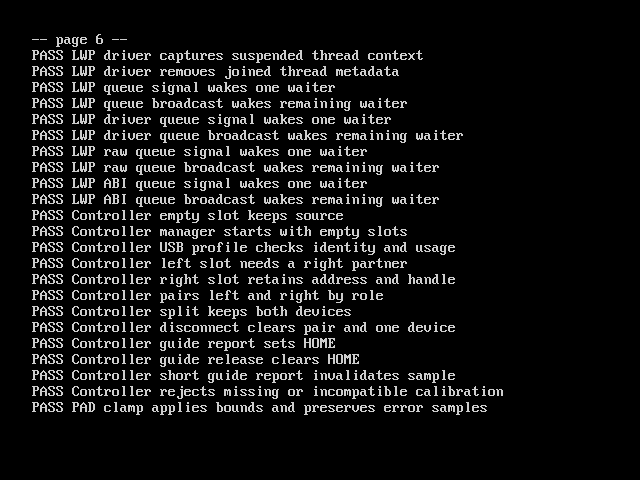 -- page 6 --
PASS LWP driver captures suspended thread context
PASS LWP driver removes joined thread metadata
PASS LWP queue signal wakes one waiter
PASS LWP queue broadcast wakes remaining waiter
PASS LWP driver queue signal wakes one waiter
PASS LWP driver queue broadcast wakes remaining waiter
PASS LWP raw queue signal wakes one waiter
PASS LWP raw queue broadcast wakes remaining waiter
PASS LWP ABI queue signal wakes one waiter
PASS LWP ABI queue broadcast wakes remaining waiter
PASS Controller empty slot keeps source
PASS Controller manager starts with empty slots
PASS Controller USB profile checks identity and usage
PASS Controller left slot needs a right partner
PASS Controller right slot retains address and handle
PASS Controller pairs left and right by role
PASS Controller split keeps both devices
PASS Controller disconnect clears pair and one device
PASS Controller guide report sets HOME
PASS Controller guide release clears HOME
PASS Controller short guide report invalidates sample
PASS Controller rejects missing or incompatible calibration
PASS PAD clamp applies bounds and preserves error samples